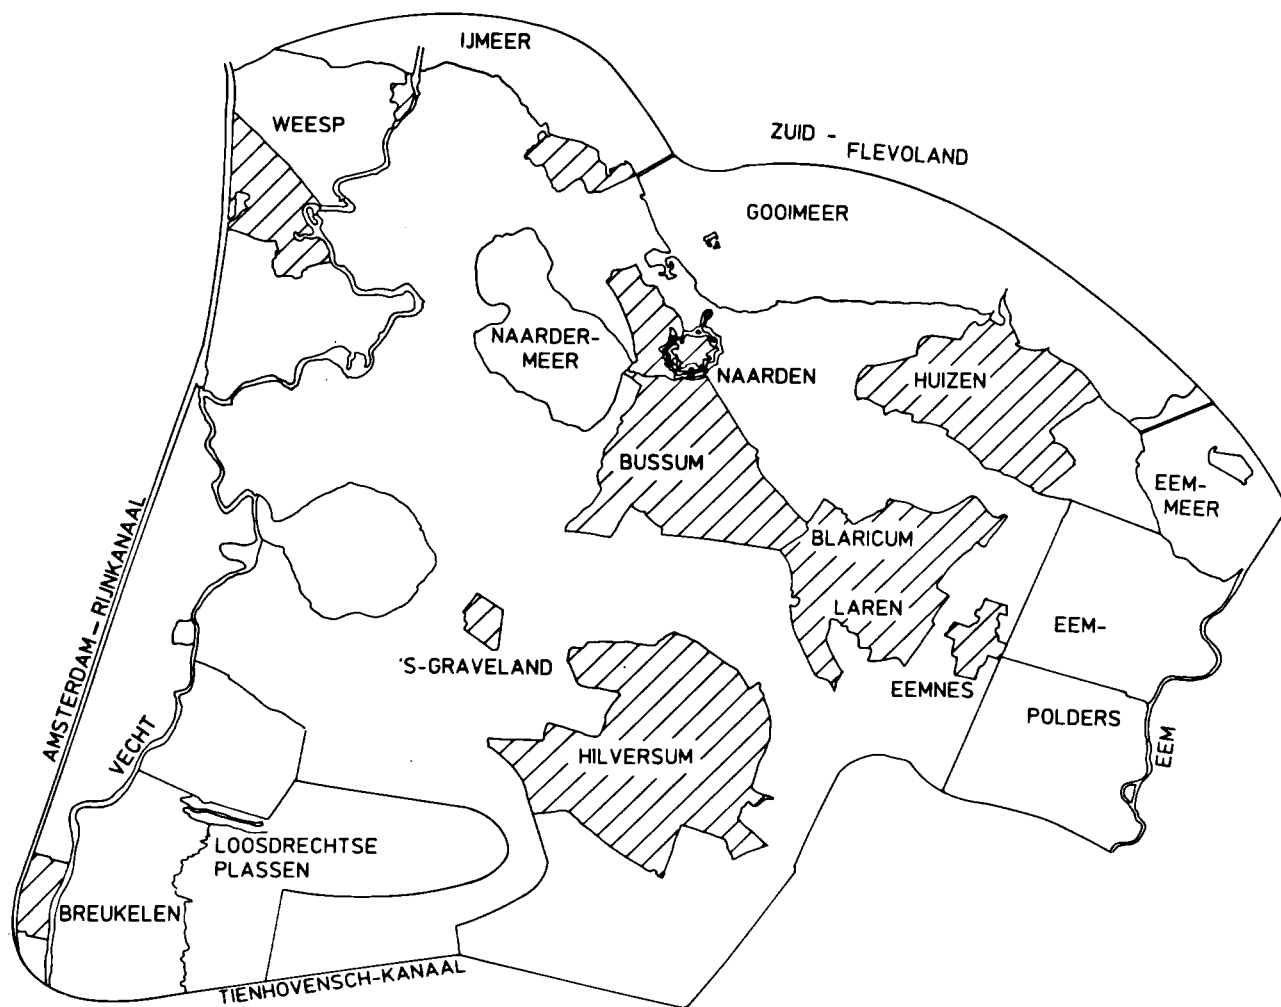 IJMEER
WEESP
ZUID -
FLEVOLAND
GOOIMEER
NAARDER-
MEER
NAARDEN
HUIZEN
BUSSUM
EEM-
MEER
BLARICUM
LAREN
EEM-
'S-GRAVELAND
EEMNES
POLDERS
EEM
AMSTERDAM - RIJNKANAAL
VECHT
HILVERSUM
LOOSDRECHTSE
PLASSEN
BREUKELEN
TIENHOVENSCH-KANAAL